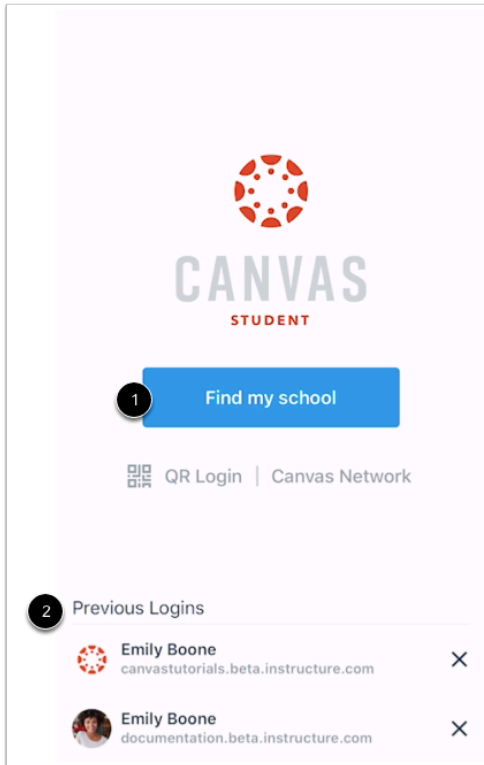 CANVAS
STUDENT
1 Find my school
QR Login | Canvas Network
2 Previous Logins
Emily Boone
canvastutorials.beta.instructure.com
Emily Boone
documentation.beta.instructure.com